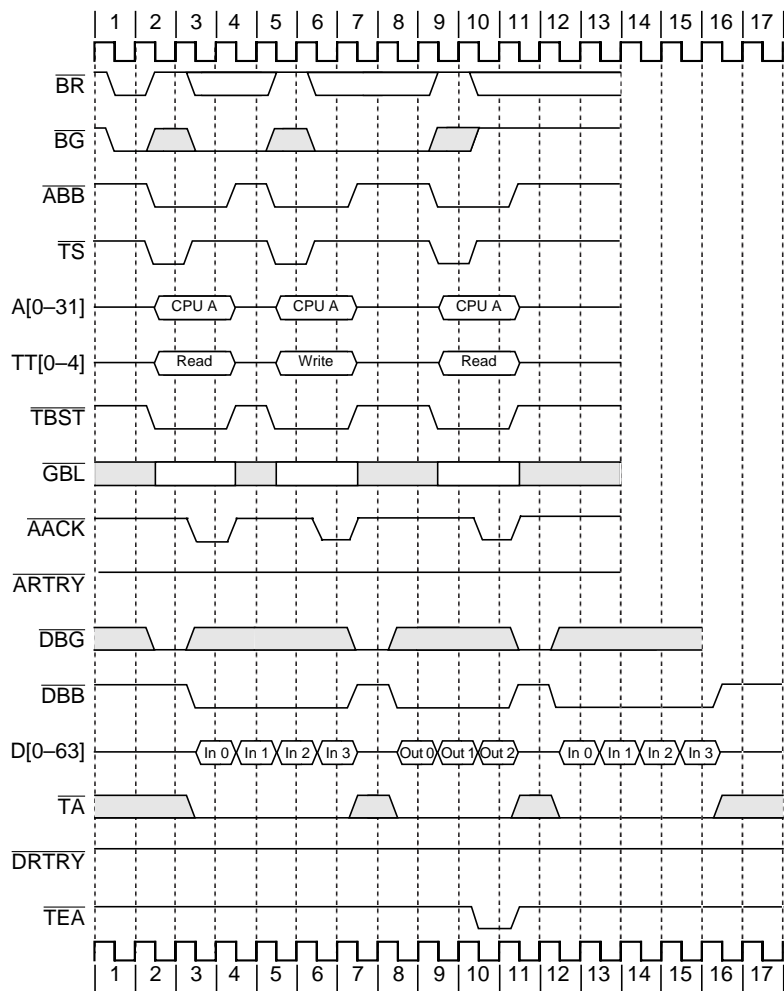 1 2 3 4 5 6 7 8 9 10 11 12 13 14 15 16 17
BR
BG
ABB
TS
A[0–31] CPU A CPU A CPU A
TT[0–4] Read Write Read
TBST
GBL
AACK
ARTRY
DBG
DBB
D[0–63] In 0 In 1 In 2 In 3 Out 0 Out 1 Out 2 In 0 In 1 In 2 In 3
TA
DRTRY
TEA
1 2 3 4 5 6 7 8 9 10 11 12 13 14 15 16 17